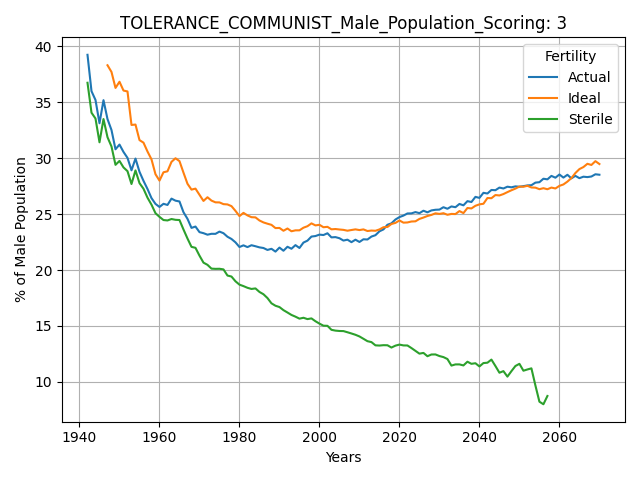 TOLERANCE_COMMUNIST_Male_Population_Scoring: 3
% of Male Population
40
35
30
25
20
15
10
Fertility
Actual
Ideal
Sterile
1940 1960 1980 2000 2020 2040 2060
Years